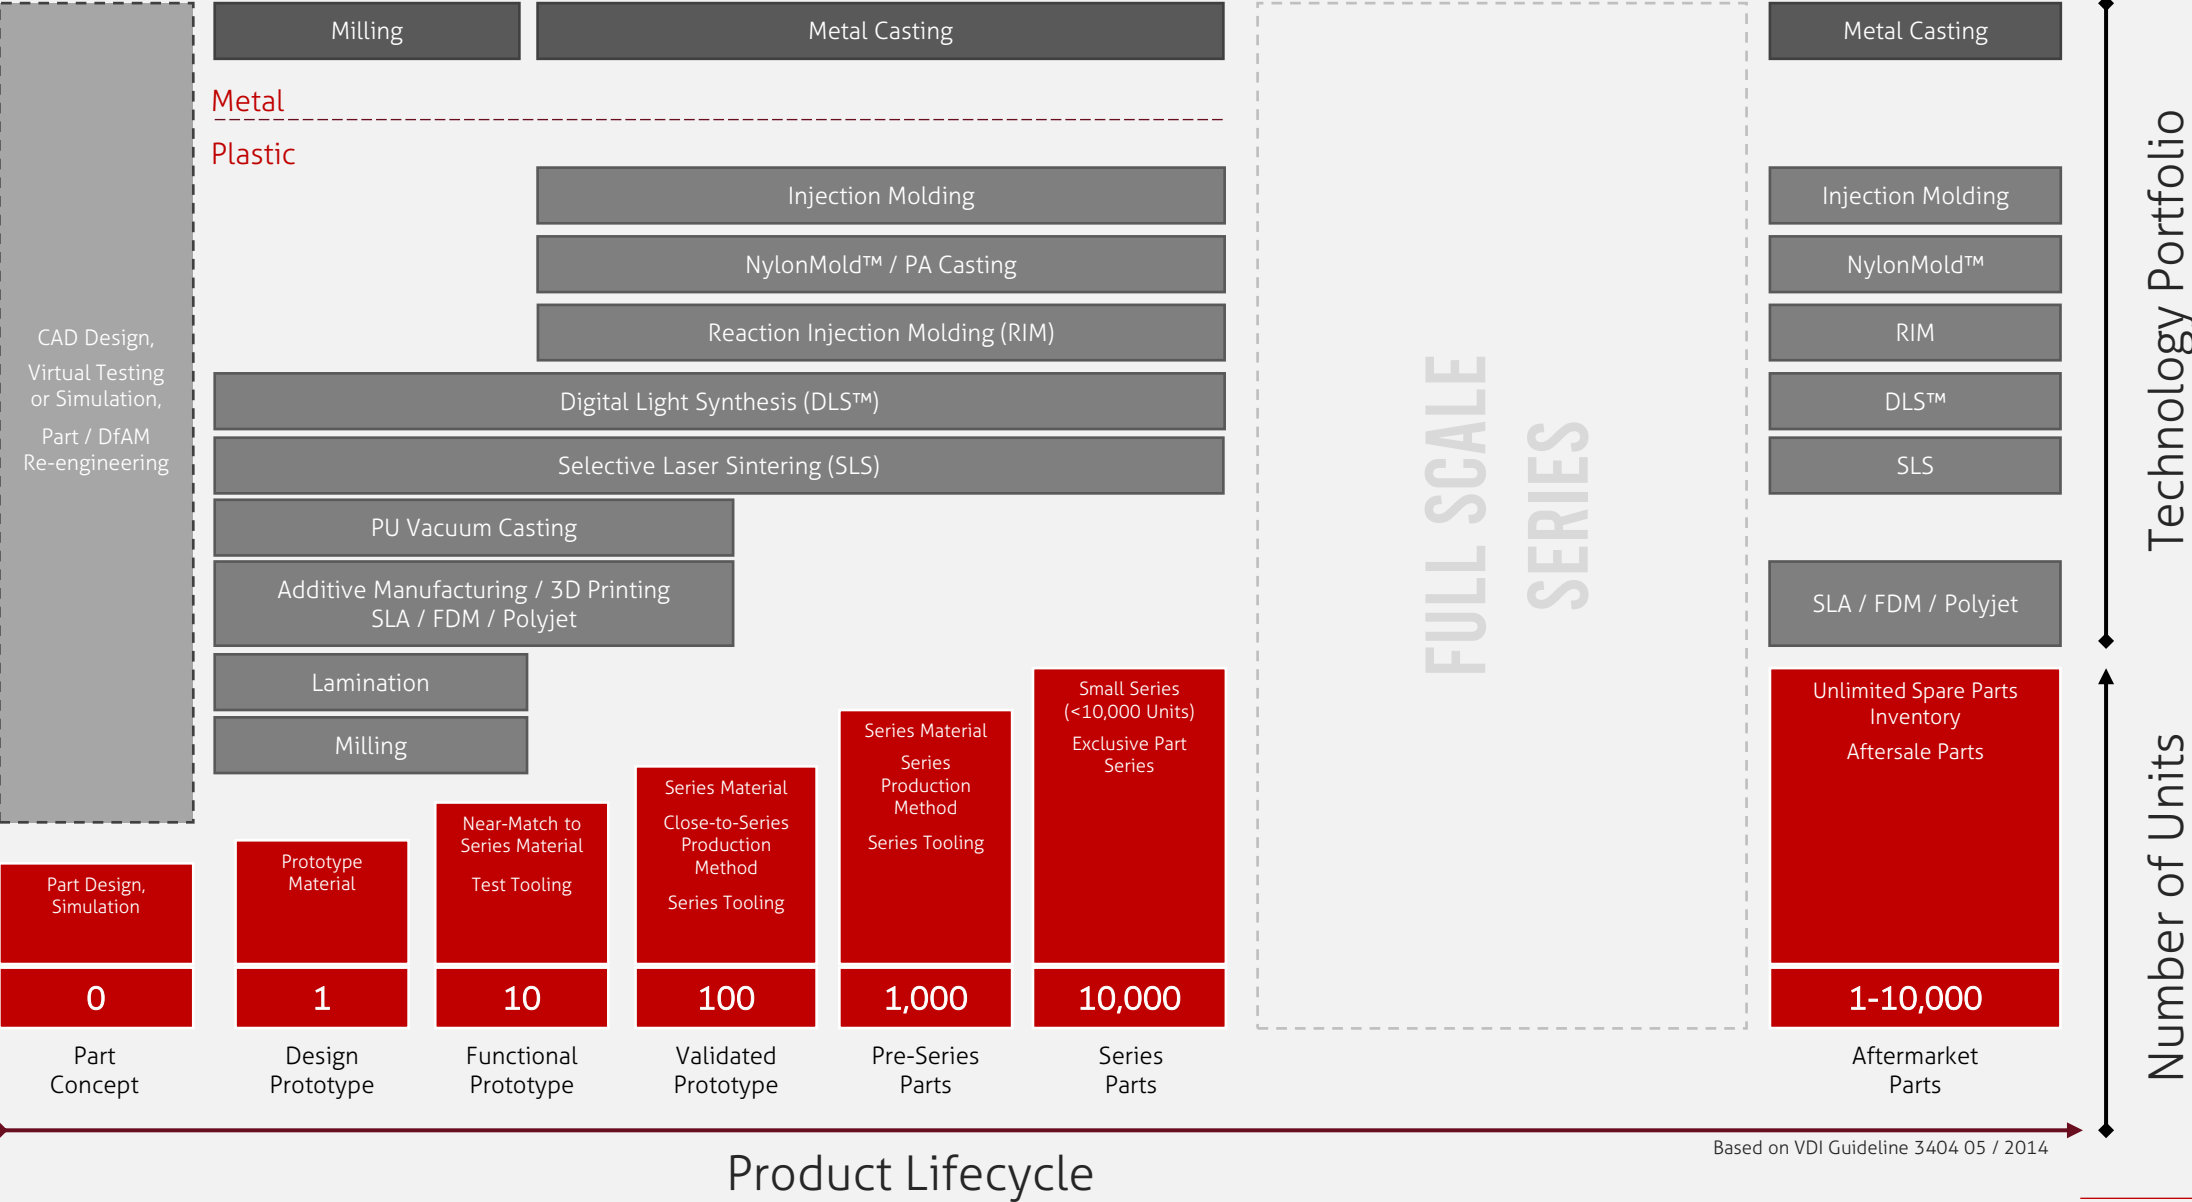 Milling
Metal Casting
Metal Casting
Metal
Plastic
Injection Molding
Injection Molding
NylonMold™ / PA Casting
NylonMold™
Reaction Injection Molding (RIM)
RIM
Digital Light Synthesis (DLS™)
DLS™
Selective Laser Sintering (SLS)
SLS
PU Vacuum Casting
Additive Manufacturing / 3D Printing
SLA / FDM / Polyjet
SLA / FDM / Polyjet
Lamination
Milling
CAD Design,
Virtual Testing
or Simulation,
Part / DfAM
Re-engineering
FULL SCALE
SERIES
Technology Portfolio
Part Design,
Simulation
Prototype
Material
Near-Match to
Series Material
Test Tooling
Series Material
Close-to-Series
Production
Method
Series Tooling
Series Material
Series
Production
Method
Series Tooling
Small Series
(<10,000 Units)
Exclusive Part
Series
Unlimited Spare Parts
Inventory
Aftersale Parts
Number of Units
0
1
10
100
1,000
10,000
1-10,000
Part
Concept
Design
Prototype
Functional
Prototype
Validated
Prototype
Pre-Series
Parts
Series
Parts
Aftermarket
Parts
Based on VDI Guideline 3404 05 / 2014
Product Lifecycle